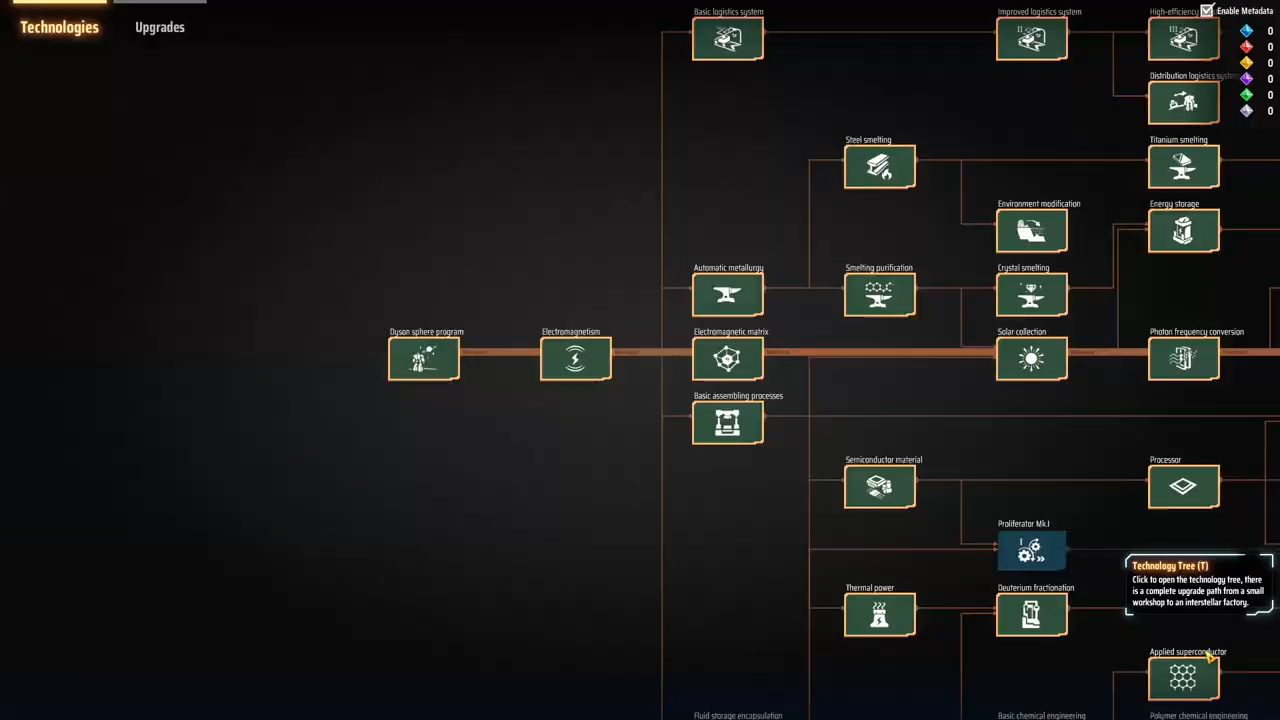 Technologies
Upgrades
Enable Metadata
0
0
0
0
0
0
Basic logistics system
Improved logistics system
High-efficiency
Distribution logistics system
Steel smelting
Titanium smelting
Environment modification
Energy storage
Automatic metallurgy
Smelting purification
Crystal smelting
Dyson sphere program
Electromagnetism
Electromagnetic matrix
Solar collection
Photon frequency conversion
Basic assembling processes
Semiconductor material
Processor
Proliferator Mk.I
Technology Tree (T)
Click to open the technology tree, there
is a complete upgrade path from a small
workshop to an interstellar factory.
Thermal power
Deuterium fractionation
Applied superconductor
Fluid storage encapsulation
Basic chemical engineering
Polymer chemical engineering